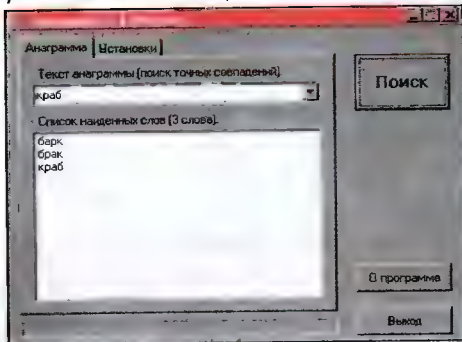 Анаграмма
Установки
Текст анаграммы (поиск точных совпадений)
краб
Поиск
Список найденных слов (3 слова).
барк
брак
краб
О программе
Выход